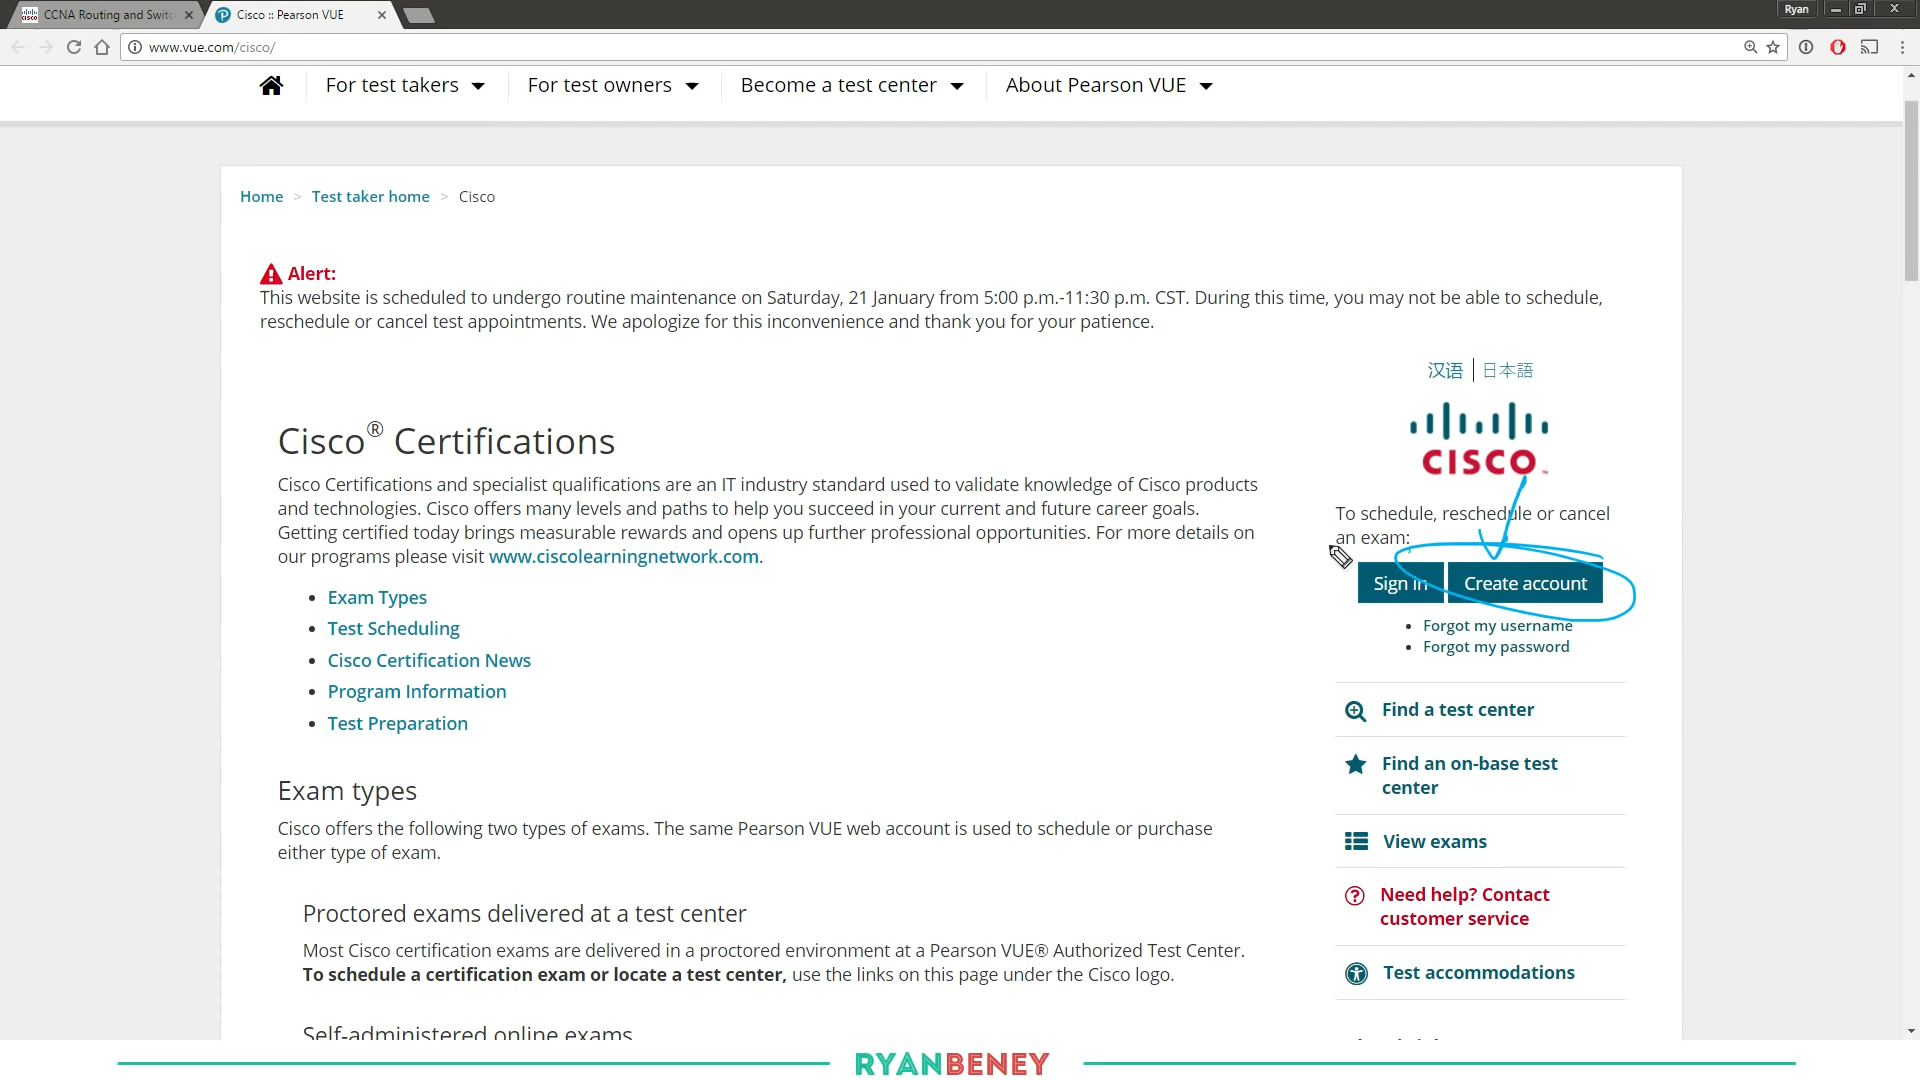 CCNA Routing and Switc
Cisco :: Pearson VUE
Ryan
www.vue.com/cisco/
For test takers
For test owners
Become a test center
About Pearson VUE
Home > Test taker home > Cisco
Alert:
This website is scheduled to undergo routine maintenance on Saturday, 21 January from 5:00 p.m.-11:30 p.m. CST. During this time, you may not be able to schedule,
reschedule or cancel test appointments. We apologize for this inconvenience and thank you for your patience.
汉语 | 日本語
CISCO
Cisco® Certifications
Cisco Certifications and specialist qualifications are an IT industry standard used to validate knowledge of Cisco products
and technologies. Cisco offers many levels and paths to help you succeed in your current and future career goals.
Getting certified today brings measurable rewards and opens up further professional opportunities. For more details on
our programs please visit www.ciscolearningnetwork.com.
Exam Types
Test Scheduling
Cisco Certification News
Program Information
Test Preparation
To schedule, reschedule or cancel
an exam:
Sign in
Create account
Forgot my username
Forgot my password
Find a test center
Find an on-base test
center
View exams
Need help? Contact
customer service
Test accommodations
Exam types
Cisco offers the following two types of exams. The same Pearson VUE web account is used to schedule or purchase
either type of exam.
Proctored exams delivered at a test center
Most Cisco certification exams are delivered in a proctored environment at a Pearson VUE® Authorized Test Center.
To schedule a certification exam or locate a test center, use the links on this page under the Cisco logo.
Self-administered online exams
RYANBENEY